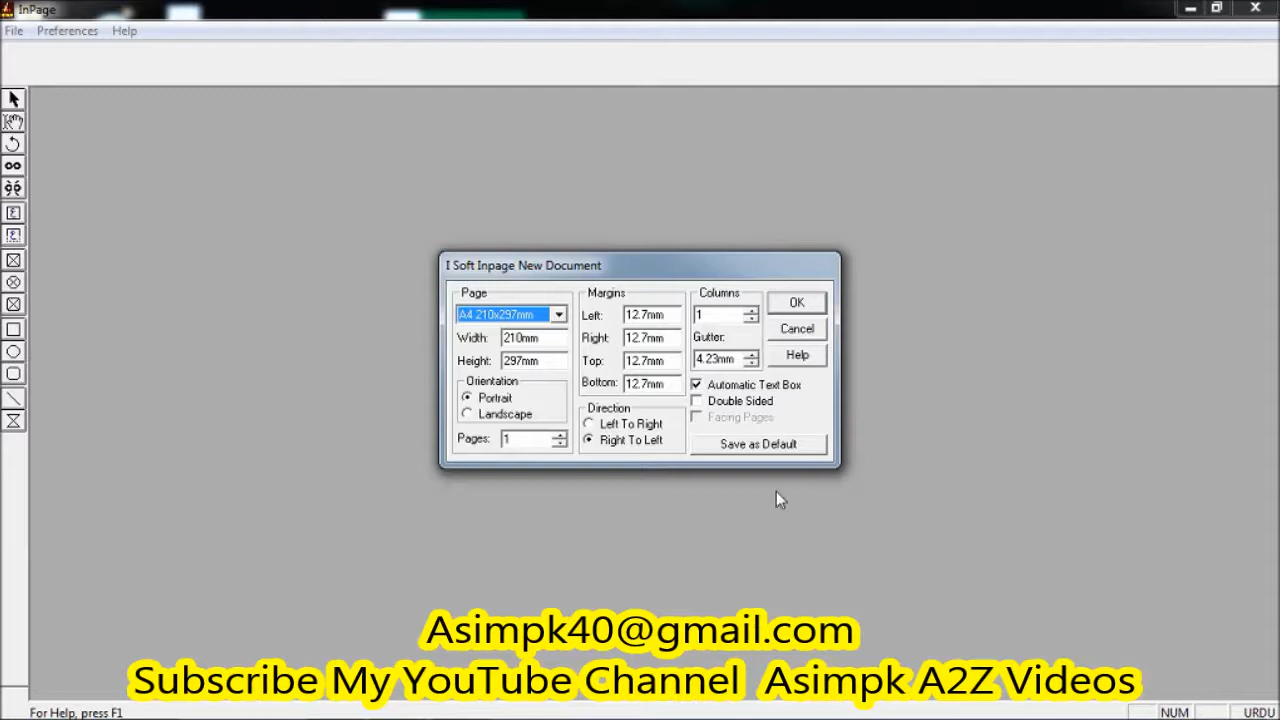 InPage
File Preferences Help
I Soft Inpage New Document
Page
A4 210x297mm
Width: 210mm
Height: 297mm
Orientation
Portrait
Landscape
Pages: 1
Margins
Left: 12.7mm
Right: 12.7mm
Top: 12.7mm
Bottom: 12.7mm
Direction
Left To Right
Right To Left
Columns
1
Gutter:
4.23mm
OK
Cancel
Help
Automatic Text Box
Double Sided
Facing Pages
Save as Default
Asimpk40@gmail.com
Subscribe My YouTube Channel Asimpk A2Z Videos
For Help, press F1 NUM URDU